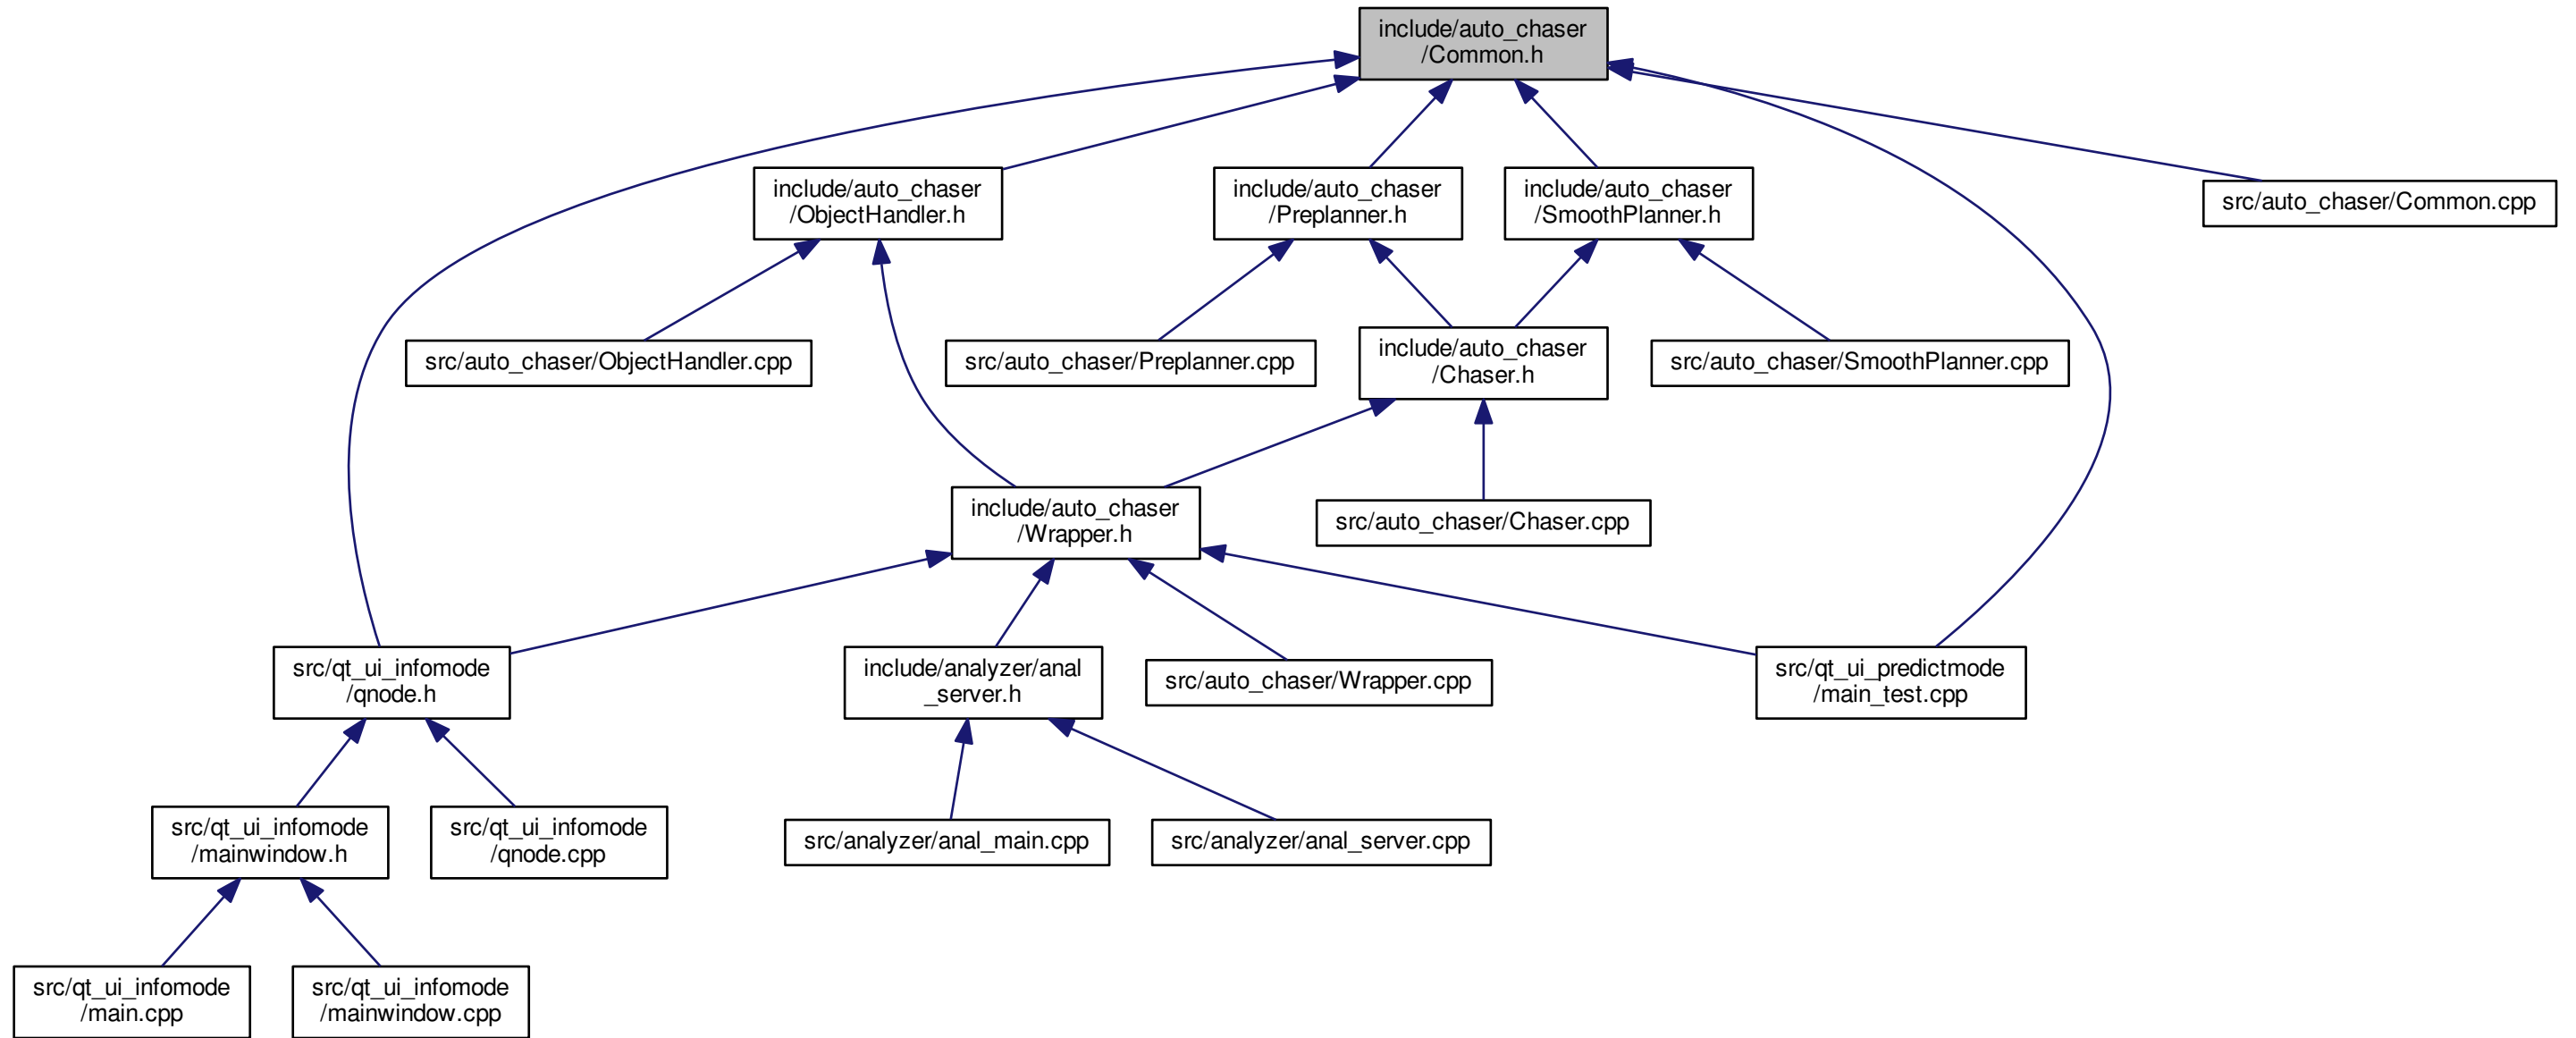 include/auto_chaser
/Common.h
include/auto_chaser
/ObjectHandler.h
include/auto_chaser
/Preplanner.h
include/auto_chaser
/SmoothPlanner.h
src/auto_chaser/Common.cpp
src/auto_chaser/ObjectHandler.cpp
src/auto_chaser/Preplanner.cpp
include/auto_chaser
/Chaser.h
src/auto_chaser/SmoothPlanner.cpp
include/auto_chaser
/Wrapper.h
src/auto_chaser/Chaser.cpp
src/qt_ui_infomode
/qnode.h
include/analyzer/anal
_server.h
src/auto_chaser/Wrapper.cpp
src/qt_ui_predictmode
/main_test.cpp
src/qt_ui_infomode
/mainwindow.h
src/qt_ui_infomode
/qnode.cpp
src/analyzer/anal_main.cpp
src/analyzer/anal_server.cpp
src/qt_ui_infomode
/main.cpp
src/qt_ui_infomode
/mainwindow.cpp